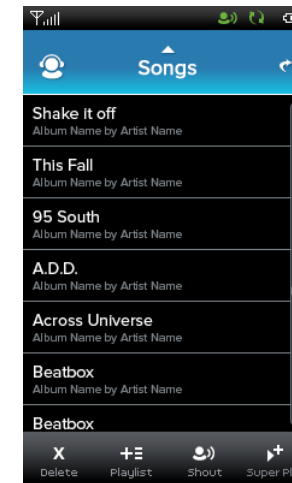 Songs
Shake it off
Album Name by Artist Name
This Fall
Album Name by Artist Name
95 South
Album Name by Artist Name
A.D.D.
Album Name by Artist Name
Across Universe
Album Name by Artist Name
Beatbox
Album Name by Artist Name
Beatbox
Delete Playlist Shout Super Pl